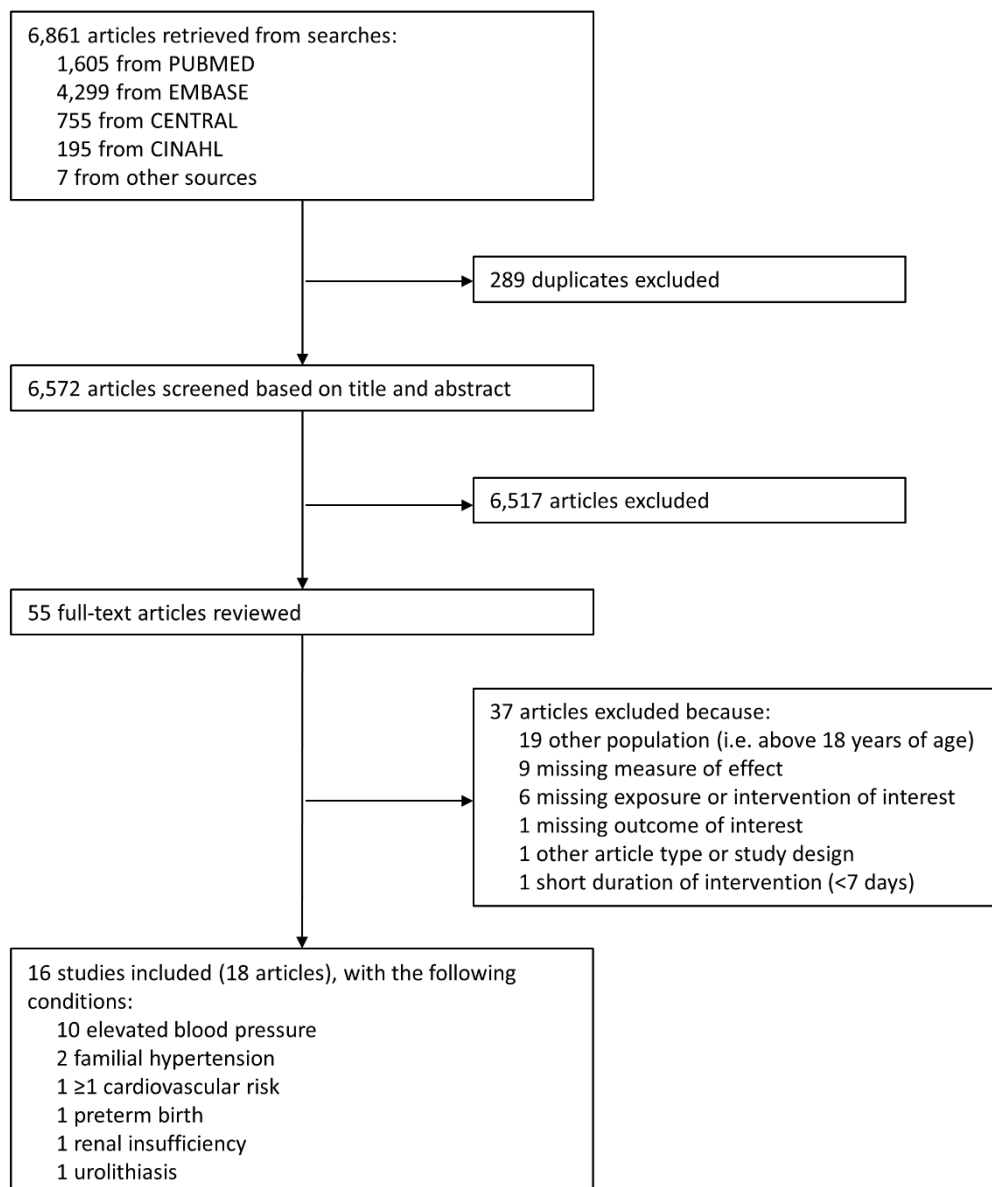 6,861 articles retrieved from searches:
1,605 from PUBMED
4,299 from EMBASE
755 from CENTRAL
195 from CINAHL
7 from other sources
289 duplicates excluded
6,572 articles screened based on title and abstract
6,517 articles excluded
55 full-text articles reviewed
37 articles excluded because:
19 other population (i.e. above 18 years of age)
9 missing measure of effect
6 missing exposure or intervention of interest
1 missing outcome of interest
1 other article type or study design
1 short duration of intervention (<7 days)
16 studies included (18 articles), with the following
conditions:
10 elevated blood pressure
2 familial hypertension
1 ≥1 cardiovascular risk
1 preterm birth
1 renal insufficiency
1 urolithiasis